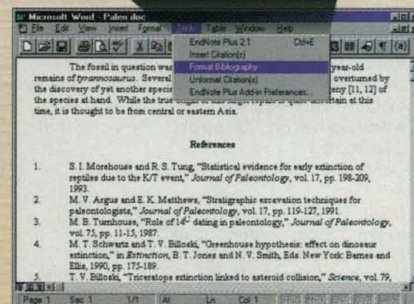 Microsoft Word - Palen doc
File Edit View Insert Format Tools Table Window Help
EndNote Plus 2.1 Ctrl+E
Insert Citation(s)
Format Bibliography
Unformat Citation(s)
EndNote Plus Add-in Preferences...
The fossil in question was year-old
remains of tyrannosaurus. Several overturned by
the discovery of yet another specie eny [11, 12] of
the species at hand. While the true at this
time, it is thought to be from central or eastern Asia.
References
1. S. I. Morehouse and R. S. Tung, "Statistical evidence for early extinction of
reptiles due to the K/T event," Journal of Paleontology, vol. 17, pp. 198-209,
1993.
2. M. V. Argus and E. K. Matthews, "Stratigraphic excavation techniques for
paleontologists," Journal of Paleontology, vol. 17, pp. 119-127, 1991.
3. M. B. Turnhouse, "Role of 14C dating in paleontology," Journal of Paleontology,
vol. 75, pp. 11-15, 1987.
4. M. T. Schwartz and T. V. Billoski, "Greenhouse hypothesis: effect on dinosaur
extinction," in Extinction, B. T. Jones and N. V. Smith, Eds. New York: Barnes and
Ellis, 1990, pp. 175-189.
5. T. V. Billoski, "Triceratops extinction linked to asteroid collision," Science, vol. 79,
Page 1 Sec 1 1/1 At Ln Col 1